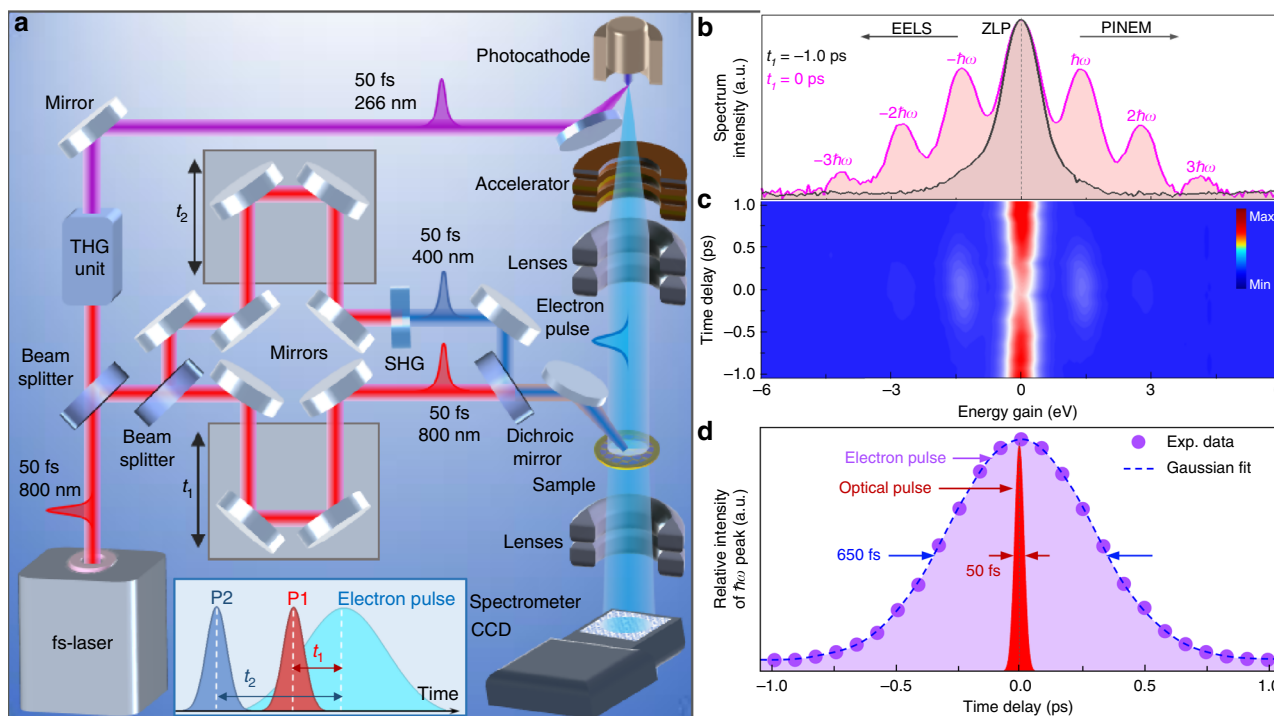 a
Photocathode
50 fs
266 nm
Mirror
t2
Accelerator
THG
unit
50 fs
400 nm
Lenses
Electron
pulse
Mirrors
SHG
Beam
splitter
Beam
splitter
50 fs
800 nm
Dichroic
mirror
Sample
50 fs
800 nm
t1
Lenses
fs-laser
P2
P1
Electron pulse
t1
t2
Time
Spectrometer
CCD
b
EELS
ZLP
PINEM
t1 = –1.0 ps
t1 = 0 ps
–ℏω
ℏω
–2ℏω
2ℏω
–3ℏω
3ℏω
Spectrum
intensity (a.u.)
c
1.0
0.5
0.0
–0.5
–1.0
Time delay (ps)
Max
Min
–6
–3
0
3
Energy gain (eV)
d
Electron pulse
Optical pulse
Exp. data
Gaussian fit
650 fs
50 fs
Relative intensity
of ℏω peak (a.u.)
–1.0
–0.5
0.0
0.5
1.0
Time delay (ps)